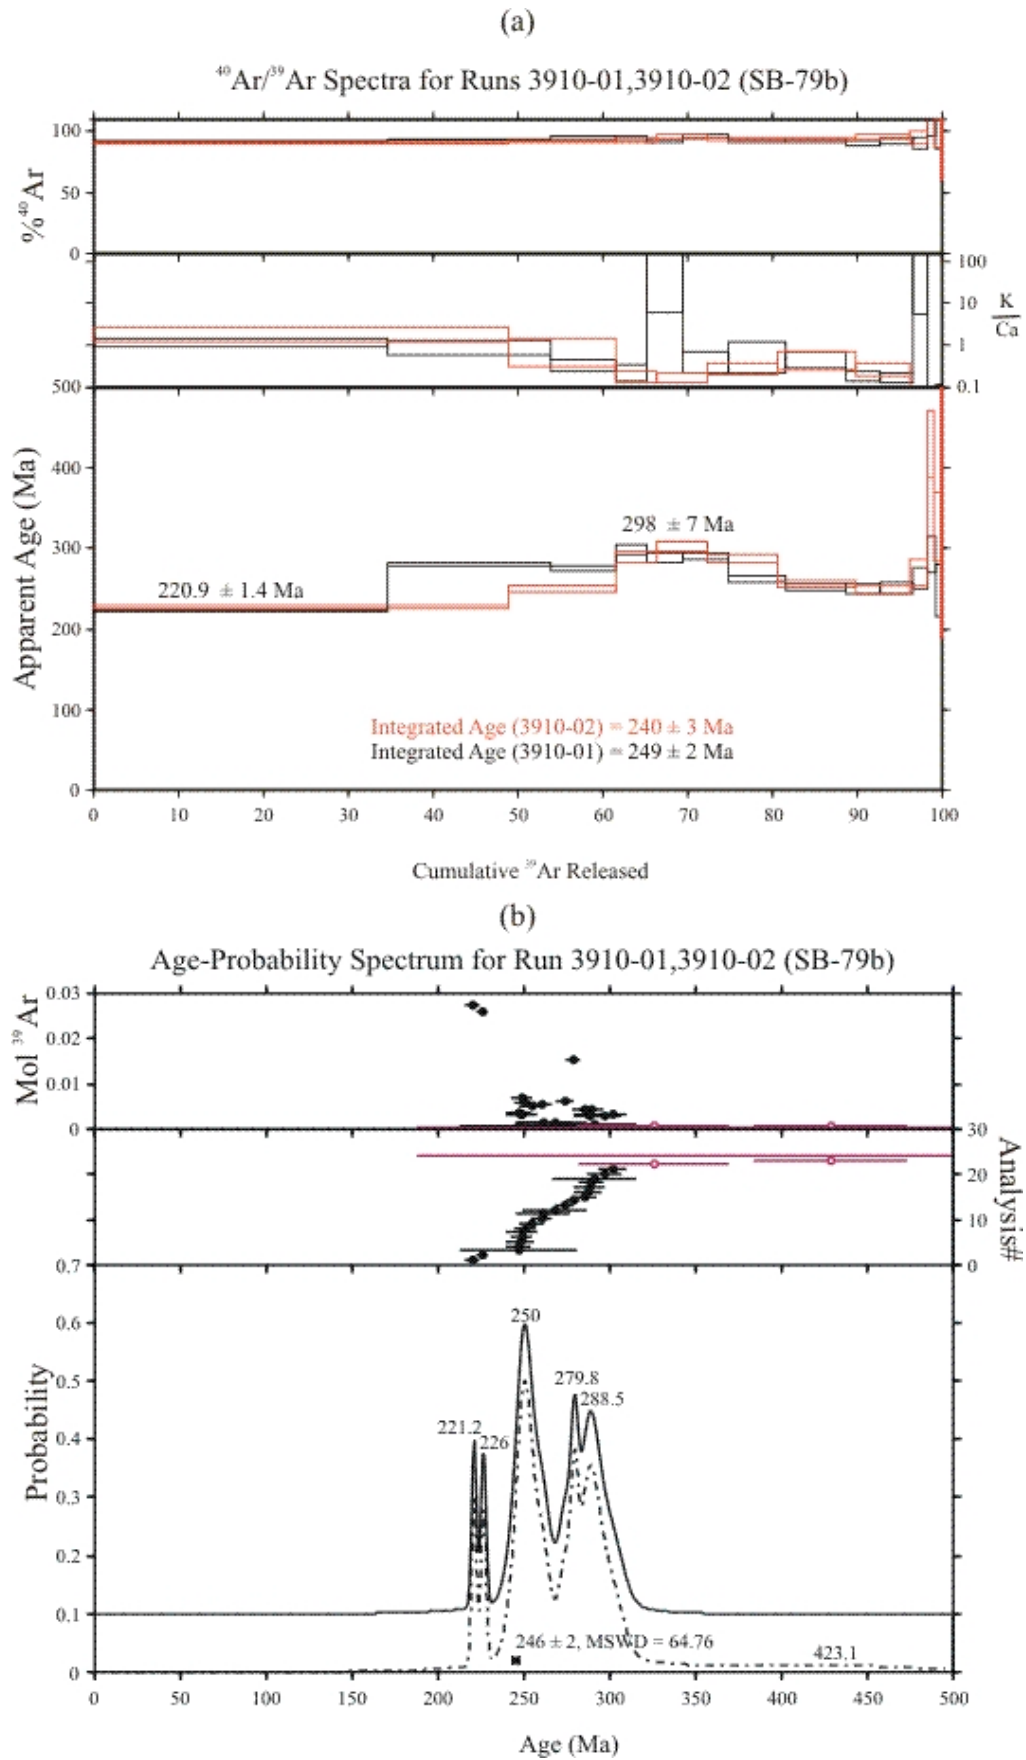 (a)
⁴⁰Ar/³⁹Ar Spectra for Runs 3910-01,3910-02 (SB-79b)
100
50
0
%⁴⁰Ar
100
10
1
0.1
K
Ca
500
400
300
200
100
0
Apparent Age (Ma)
298 ± 7 Ma
220.9 ± 1.4 Ma
Integrated Age (3910-02) = 240 ± 3 Ma
Integrated Age (3910-01) = 249 ± 2 Ma
0 10 20 30 40 50 60 70 80 90 100
Cumulative ³⁹Ar Released
(b)
Age-Probability Spectrum for Run 3910-01,3910-02 (SB-79b)
0.03
0.02
0.01
0
Mol ³⁹Ar
30
20
10
0
Analysis#
0.7
0.6
0.5
0.4
0.3
0.2
0.1
0
Probability
250
279.8
288.5
221.2
226
246 ± 2, MSWD = 64.76
423.1
0 50 100 150 200 250 300 350 400 450 500
Age (Ma)